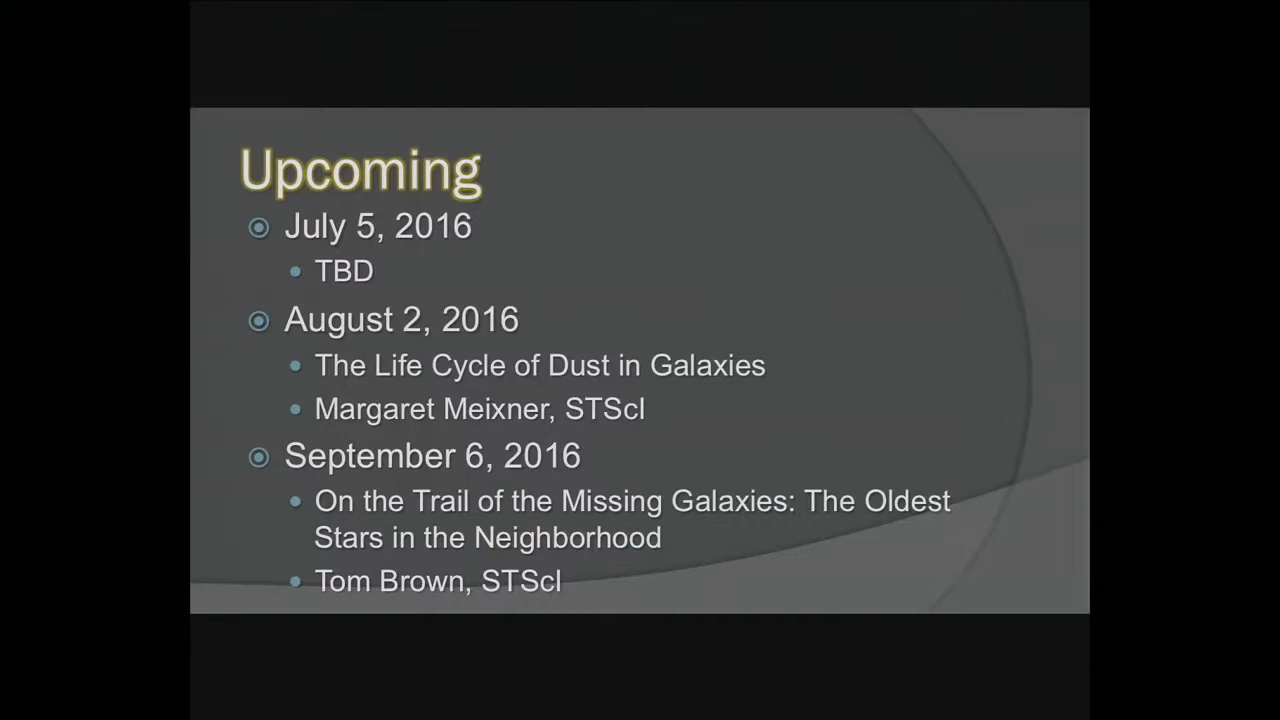 Upcoming
July 5, 2016
TBD
August 2, 2016
The Life Cycle of Dust in Galaxies
Margaret Meixner, STScI
September 6, 2016
On the Trail of the Missing Galaxies: The Oldest
Stars in the Neighborhood
Tom Brown, STScI